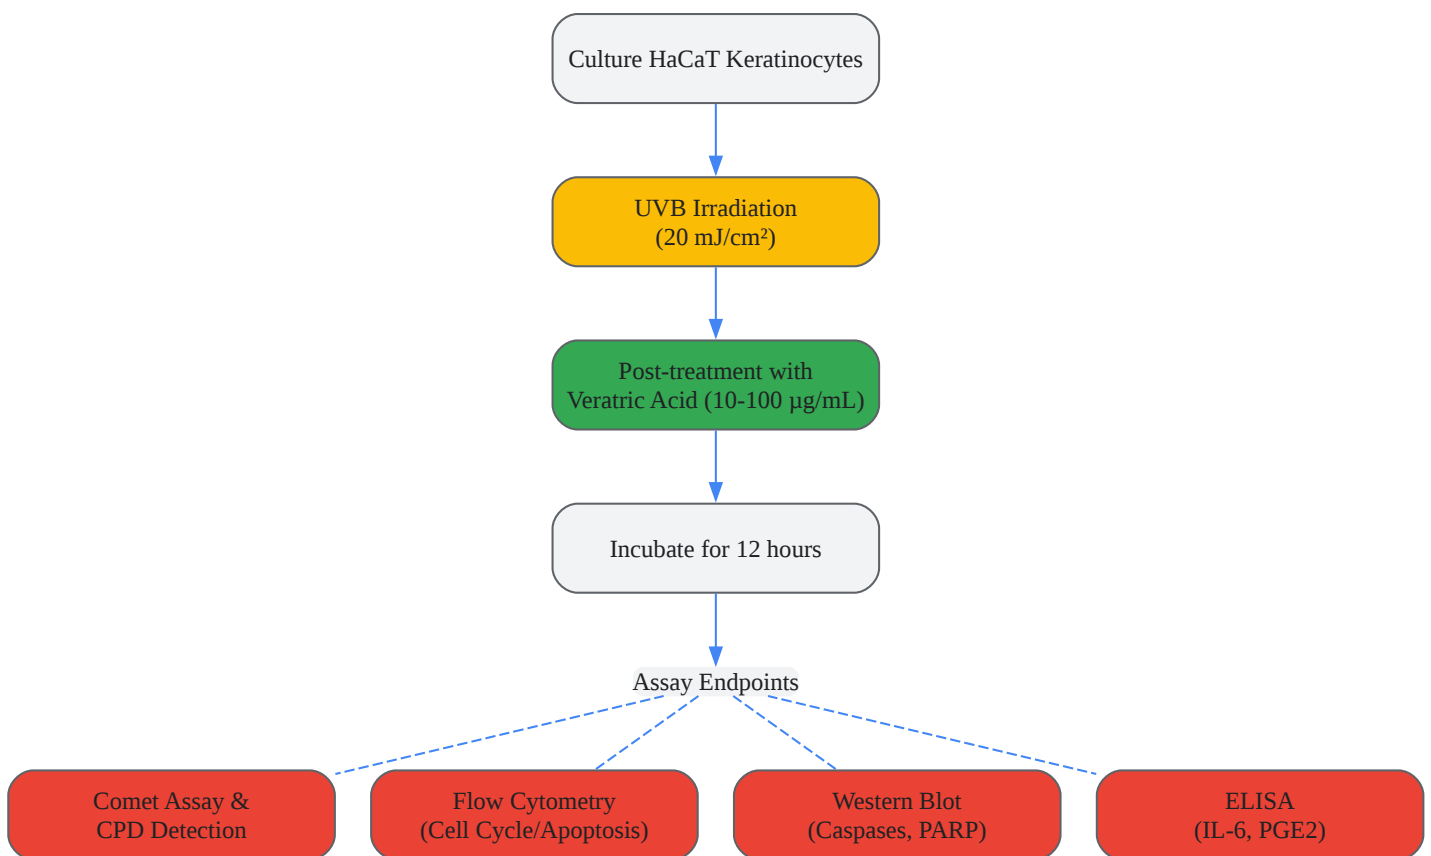 Culture HaCaT Keratinocytes
UVB Irradiation
(20 mJ/cm²)
Post-treatment with
Veratric Acid (10-100 µg/mL)
Incubate for 12 hours
Assay Endpoints
Comet Assay &
CPD Detection
Flow Cytometry
(Cell Cycle/Apoptosis)
Western Blot
(Caspases, PARP)
ELISA
(IL-6, PGE2)